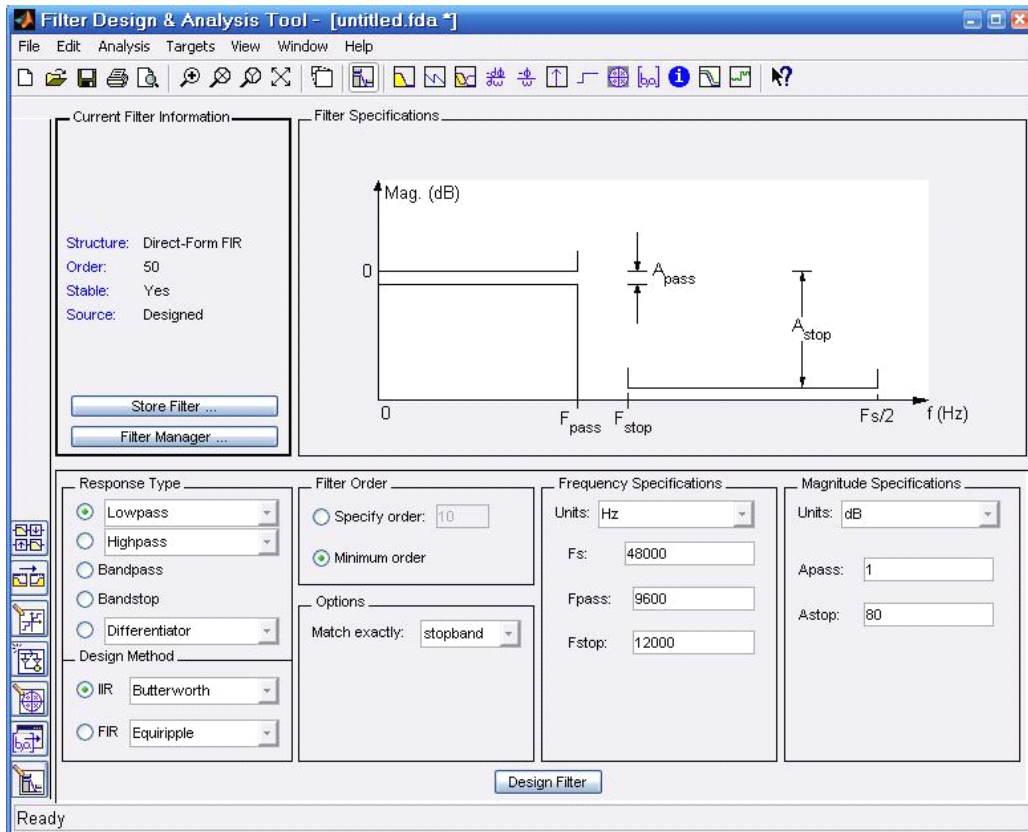 Filter Design & Analysis Tool - [untitled.fda *]
File Edit Analysis Targets View Window Help
Current Filter Information
Structure: Direct-Form FIR
Order: 50
Stable: Yes
Source: Designed
Store Filter ...
Filter Manager ...
Filter Specifications
Mag. (dB)
0
A pass
A stop
0
F pass
F stop
Fs/2
f (Hz)
Response Type
Lowpass
Highpass
Bandpass
Bandstop
Differentiator
Design Method
IIR Butterworth
FIR Equiripple
Filter Order
Specify order: 10
Minimum order
Options
Match exactly: stopband
Frequency Specifications
Units: Hz
Fs: 48000
Fpass: 9600
Fstop: 12000
Magnitude Specifications
Units: dB
Apass: 1
Astop: 80
Design Filter
Ready